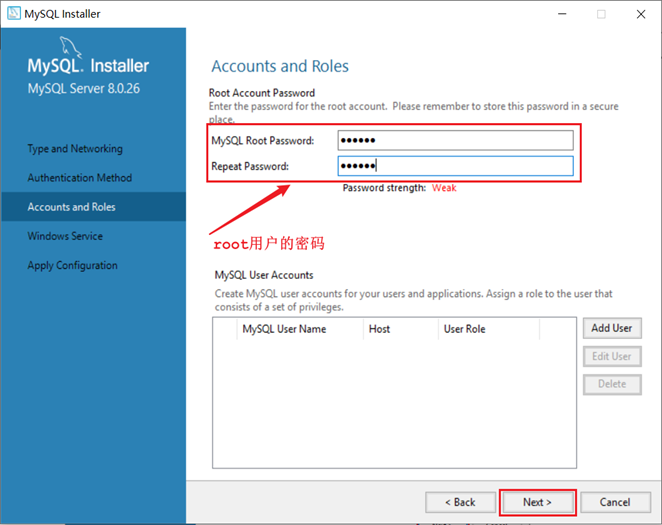 MySQL Installer
MySQL. Installer
MySQL Server 8.0.26
Type and Networking
Authentication Method
Accounts and Roles
Windows Service
Apply Configuration
Accounts and Roles
Root Account Password
Enter the password for the root account. Please remember to store this password in a secure
place.
MySQL Root Password: ●●●●●●
Repeat Password: ●●●●●●
Password strength: Weak
root用户的密码
MySQL User Accounts
Create MySQL user accounts for your users and applications. Assign a role to the user that
consists of a set of privileges.
MySQL User Name Host User Role
Add User
Edit User
Delete
< Back Next > Cancel